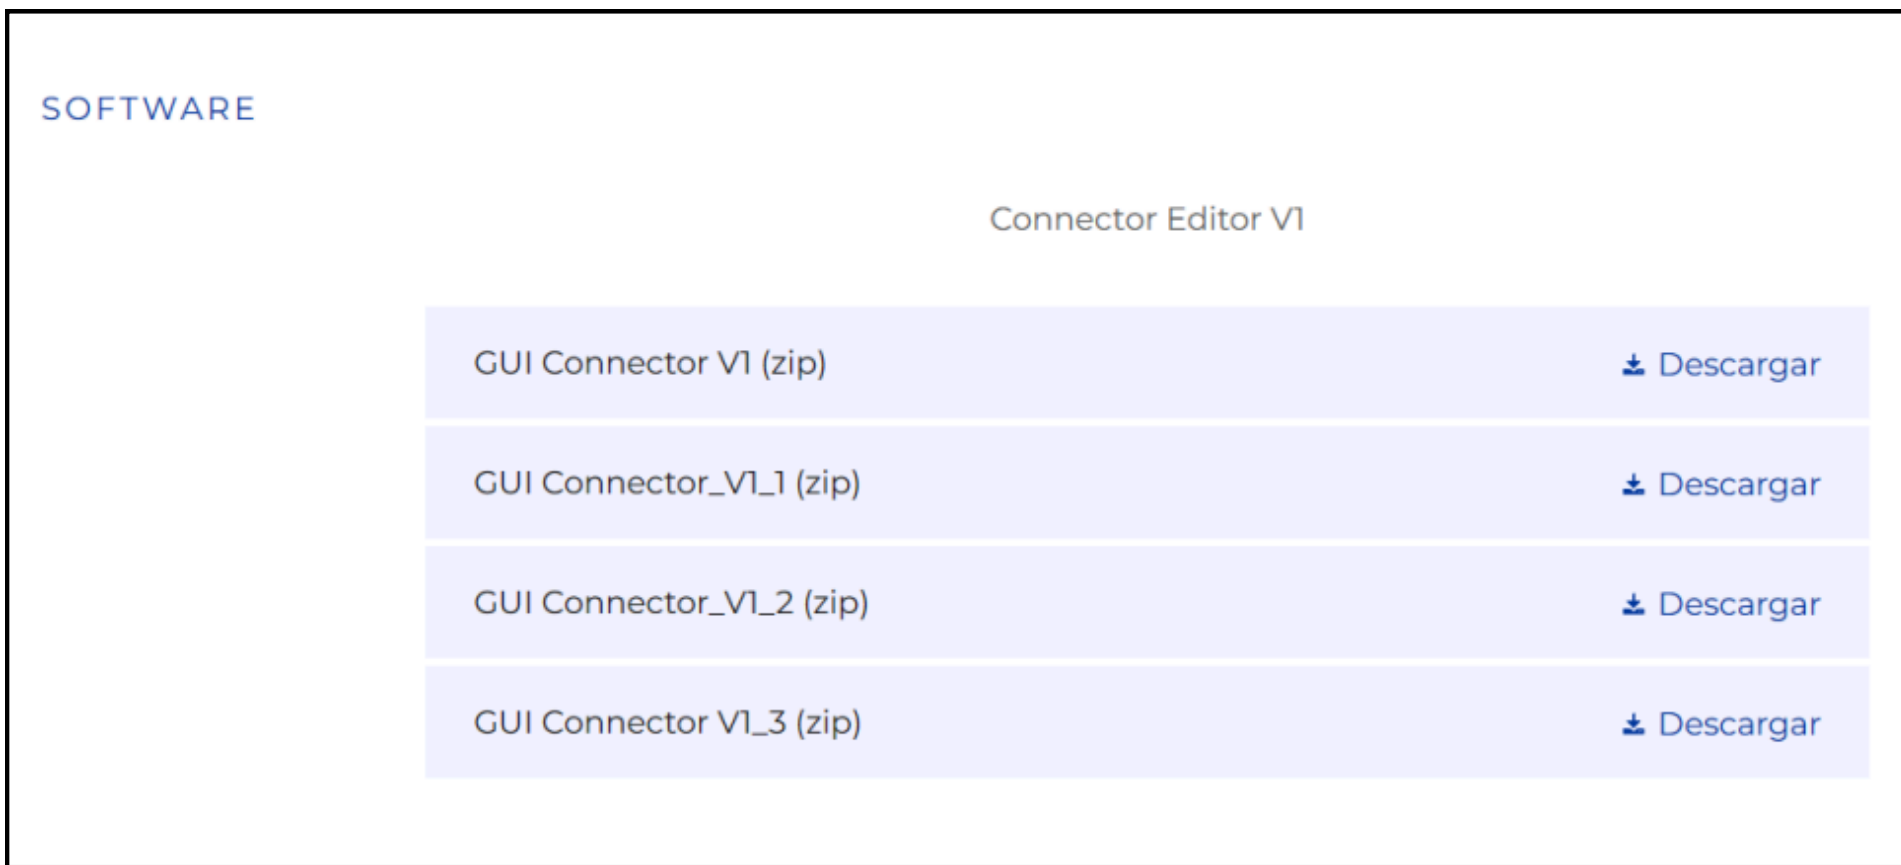 SOFTWARE
Connector Editor V1
GUI Connector V1 (zip) Descargar
GUI Connector_V1_1 (zip) Descargar
GUI Connector_V1_2 (zip) Descargar
GUI Connector V1_3 (zip) Descargar